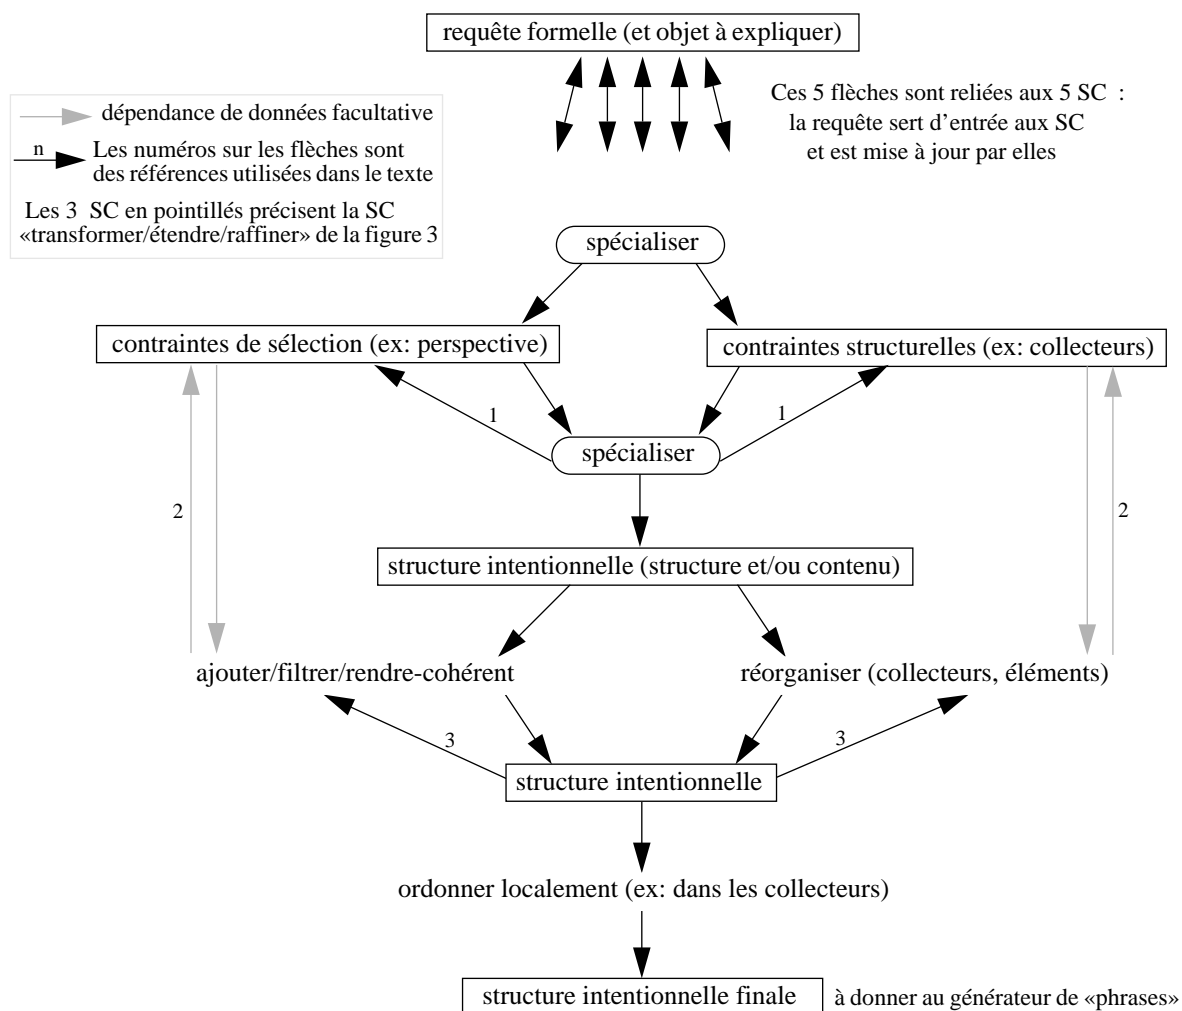 requête formelle (et objet à expliquer)
dépendance de données facultative
n
Les numéros sur les flèches sont
des références utilisées dans le texte
Les 3 SC en pointillés précisent la SC
«transformer/étendre/raffiner» de la figure 3
Ces 5 flèches sont reliées aux 5 SC :
la requête sert d’entrée aux SC
et est mise à jour par elles
spécialiser
contraintes de sélection (ex: perspective)
contraintes structurelles (ex: collecteurs)
1
1
spécialiser
2
2
structure intentionnelle (structure et/ou contenu)
ajouter/filtrer/rendre-cohérent
réorganiser (collecteurs, éléments)
3
3
structure intentionnelle
ordonner localement (ex: dans les collecteurs)
structure intentionnelle finale
à donner au générateur de «phrases»